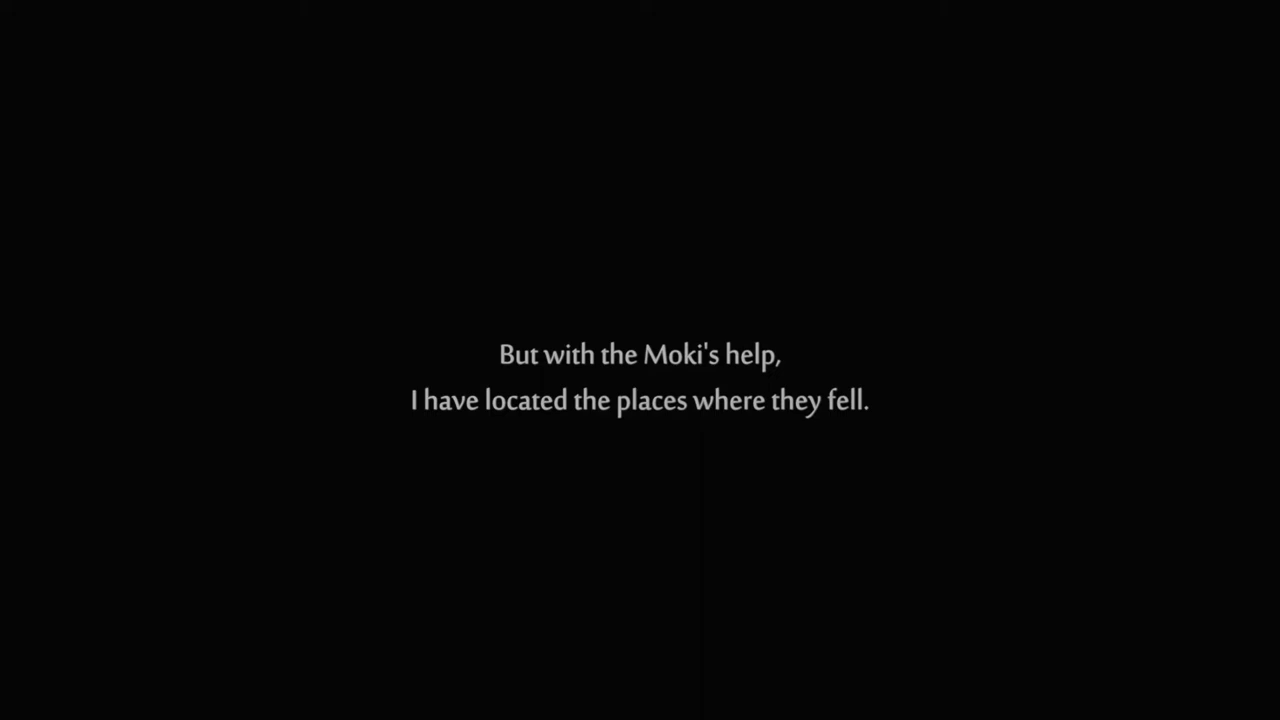 But with the Moki's help,
I have located the places where they fell.